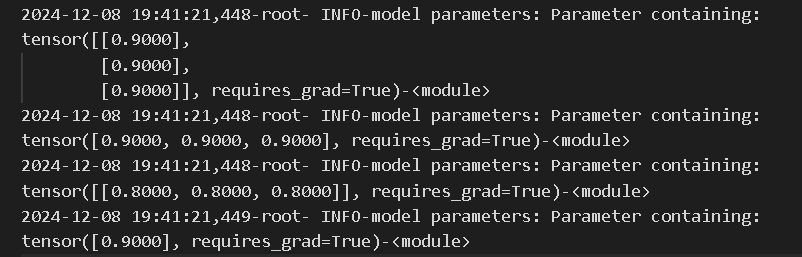 2024-12-08 19:41:21,448-root- INFO-model parameters: Parameter containing:
tensor([[0.9000],
        [0.9000],
        [0.9000]], requires_grad=True)-<module>
2024-12-08 19:41:21,448-root- INFO-model parameters: Parameter containing:
tensor([0.9000, 0.9000, 0.9000], requires_grad=True)-<module>
2024-12-08 19:41:21,448-root- INFO-model parameters: Parameter containing:
tensor([[0.8000, 0.8000, 0.8000]], requires_grad=True)-<module>
2024-12-08 19:41:21,449-root- INFO-model parameters: Parameter containing:
tensor([0.9000], requires_grad=True)-<module>